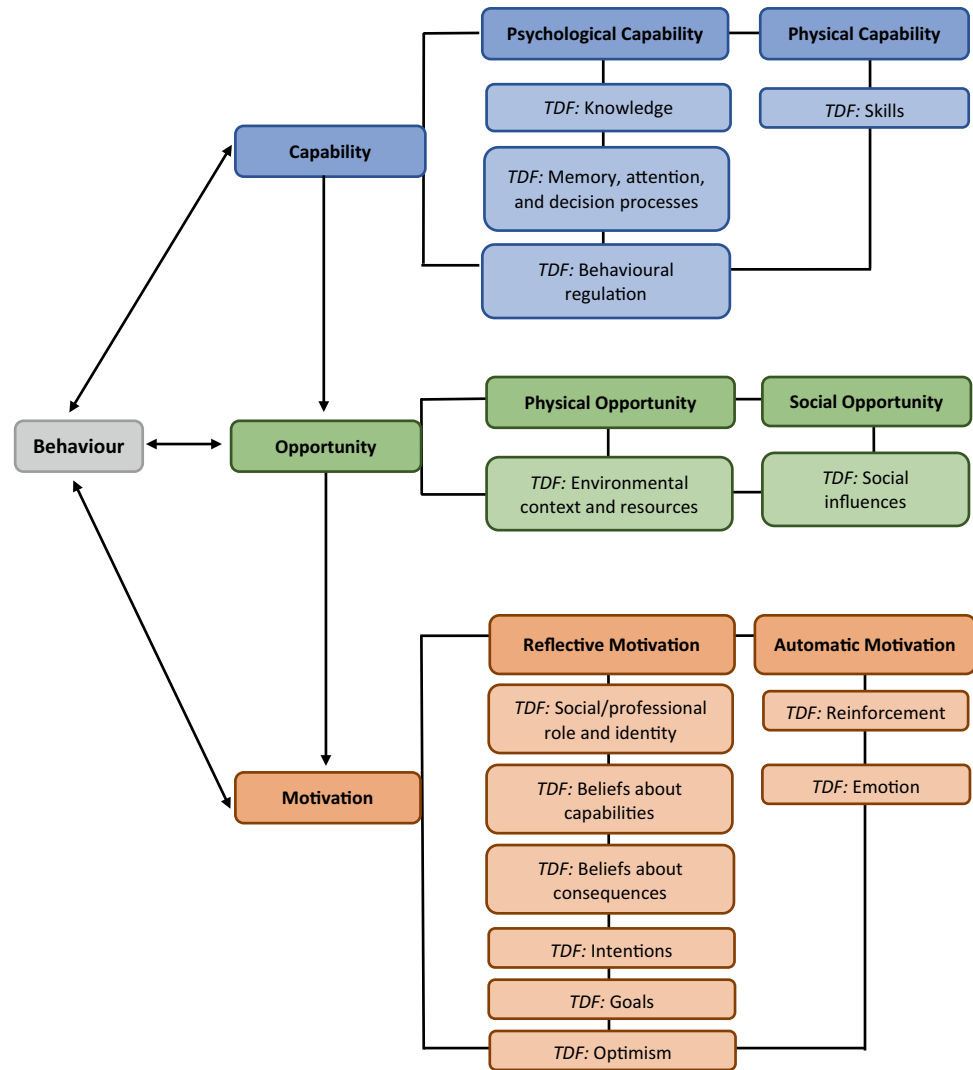 Psychological Capability
Physical Capability
TDF: Knowledge
TDF: Skills
Capability
TDF: Memory, attention,
and decision processes
TDF: Behavioural
regulation
Physical Opportunity
Social Opportunity
Behaviour
Opportunity
TDF: Environmental
context and resources
TDF: Social
influences
Reflective Motivation
Automatic Motivation
TDF: Social/professional
role and identity
TDF: Reinforcement
Motivation
TDF: Beliefs about
capabilities
TDF: Emotion
TDF: Beliefs about
consequences
TDF: Intentions
TDF: Goals
TDF: Optimism